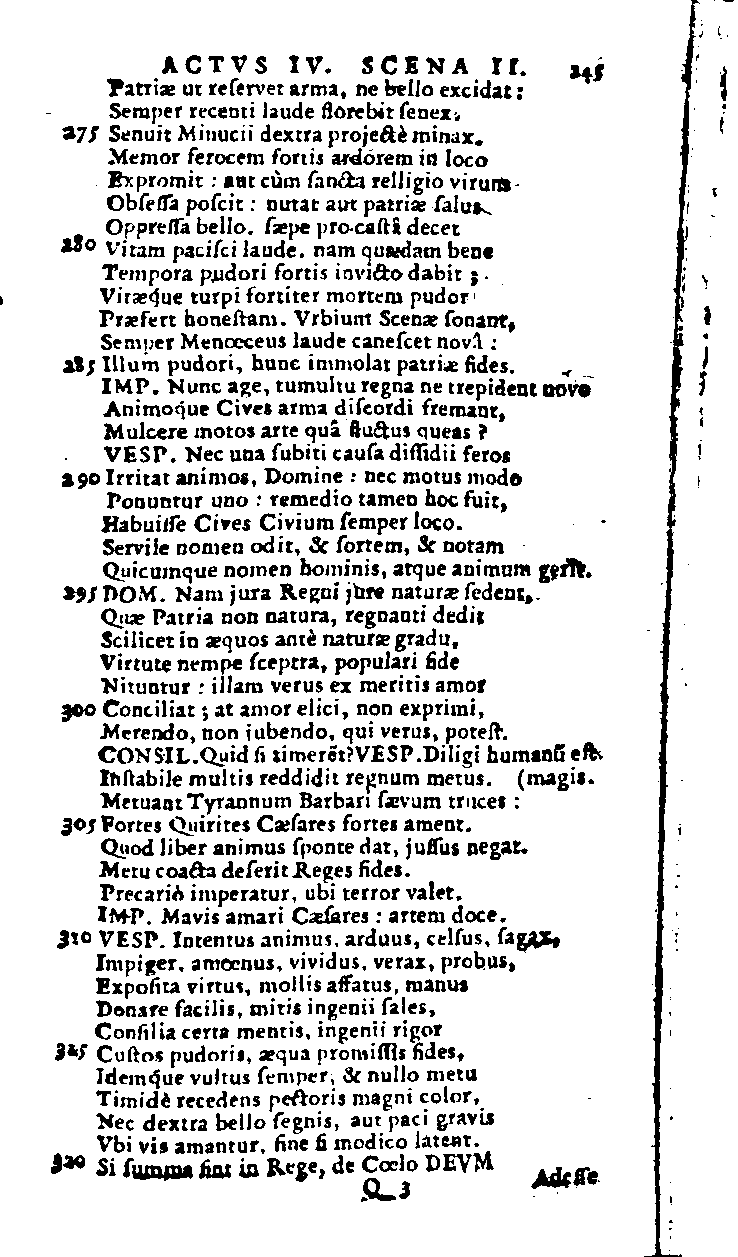 ACTVS IV. SCENA II. 245
Patriæ ut reſervet arma, ne bello excidat:
Semper recenti laude florebit ſenex.
275 Senuit Minucii dextra projectè minax.
Memor ferocem fortis ardorem in loco
Expromit: aut cùm ſancta relligio virum
Obſeſſa poſcit: nutat aut patriæ ſalus
Oppreſſa bello. ſæpe pro caſtâ decet
280 Vitam paciſci laude. nam quædam bene
Tempora pudori fortis invicto dabit;
Vitæq́ue turpi fortiter mortem pudor
Præfert honeſtam. Vrbium Scenæ ſonant,
Semper Menœceus laude caneſcet novâ:
285 Illum pudori, hunc immolat patriæ fides.
IMP. Nunc age, tumultu regna ne trepident novo
Animoq́ue Cives arma diſcordi fremant,
Mulcere motos arte quâ fluctus queas?
VESP. Nec una ſubiti cauſa diſſidii feros
290 Irritat animos, Domine: nec motus modo
Ponuntur uno: remedio tamen hoc fuit,
Habuiſſe Cives Civium ſemper loco.
Servile nomen odit, & ſortem, & notam
Quicumque nomen hominis, atque animum gerit.
295 DOM. Nam jura Regni jure naturæ ſedent,
Quæ Patria non natura, regnanti dedit
Scilicet in æquos antè naturæ gradu,
Virtute nempe ſceptra, populari fide
Nituntur: illam verus ex meritis amor
300 Conciliat; at amor elici, non exprimi,
Merendo, non jubendo, qui verus, poteſt.
CONSIL. Quid ſi timerēt? VESP. Diligi humanū eſt
Inſtabile multis reddidit regnum metus. (magis.
Metuant Tyrannum Barbari ſævum truces:
305 Fortes Quirites Cæſares fortes ament.
Quod liber animus ſponte dat, juſſus negat.
Metu coacta deſerit Reges fides.
Precariò imperatur, ubi terror valet.
IMP. Mavis amari Cæſares: artem doce.
310 VESP. Intentus animus, arduus, celſus, ſagax,
Impiger, amœnus, vividus, verax, probus,
Expoſita virtus, mollis affatus, manus
Donare facilis, mitis ingenii ſales,
Conſilia certa mentis, ingenii rigor
325 Cuſtos pudoris, æqua promiſſis fides,
Idemq́ue vultus ſemper, & nullo metu
Timidè recedens pectoris magni color,
Nec dextra bello ſegnis, aut paci gravis
Vbi vis amantur, ſine ſi modico latent.
320 Si ſumma ſint in Rege, de Cœlo DEVM
Q 3 Adeſſe